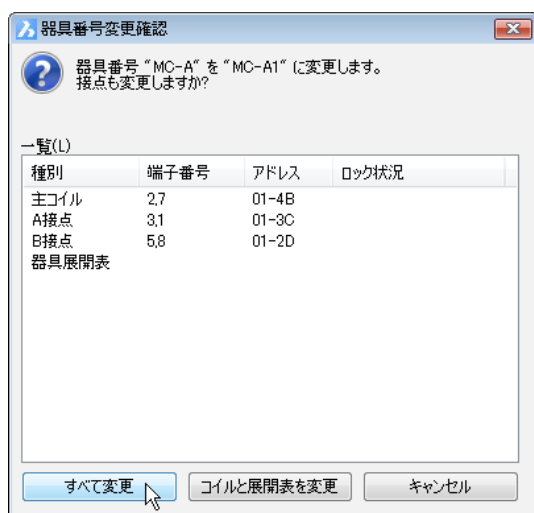 器具番号変更確認
器具番号 "MC-A" を "MC-A1" に変更します。
接点も変更しますか?
一覧(L)
種別 端子番号 アドレス ロック状況
主コイル 2,7 01-4B
A接点 3,1 01-3C
B接点 5,8 01-2D
器具展開表
すべて変更 コイルと展開表を変更 キャンセル